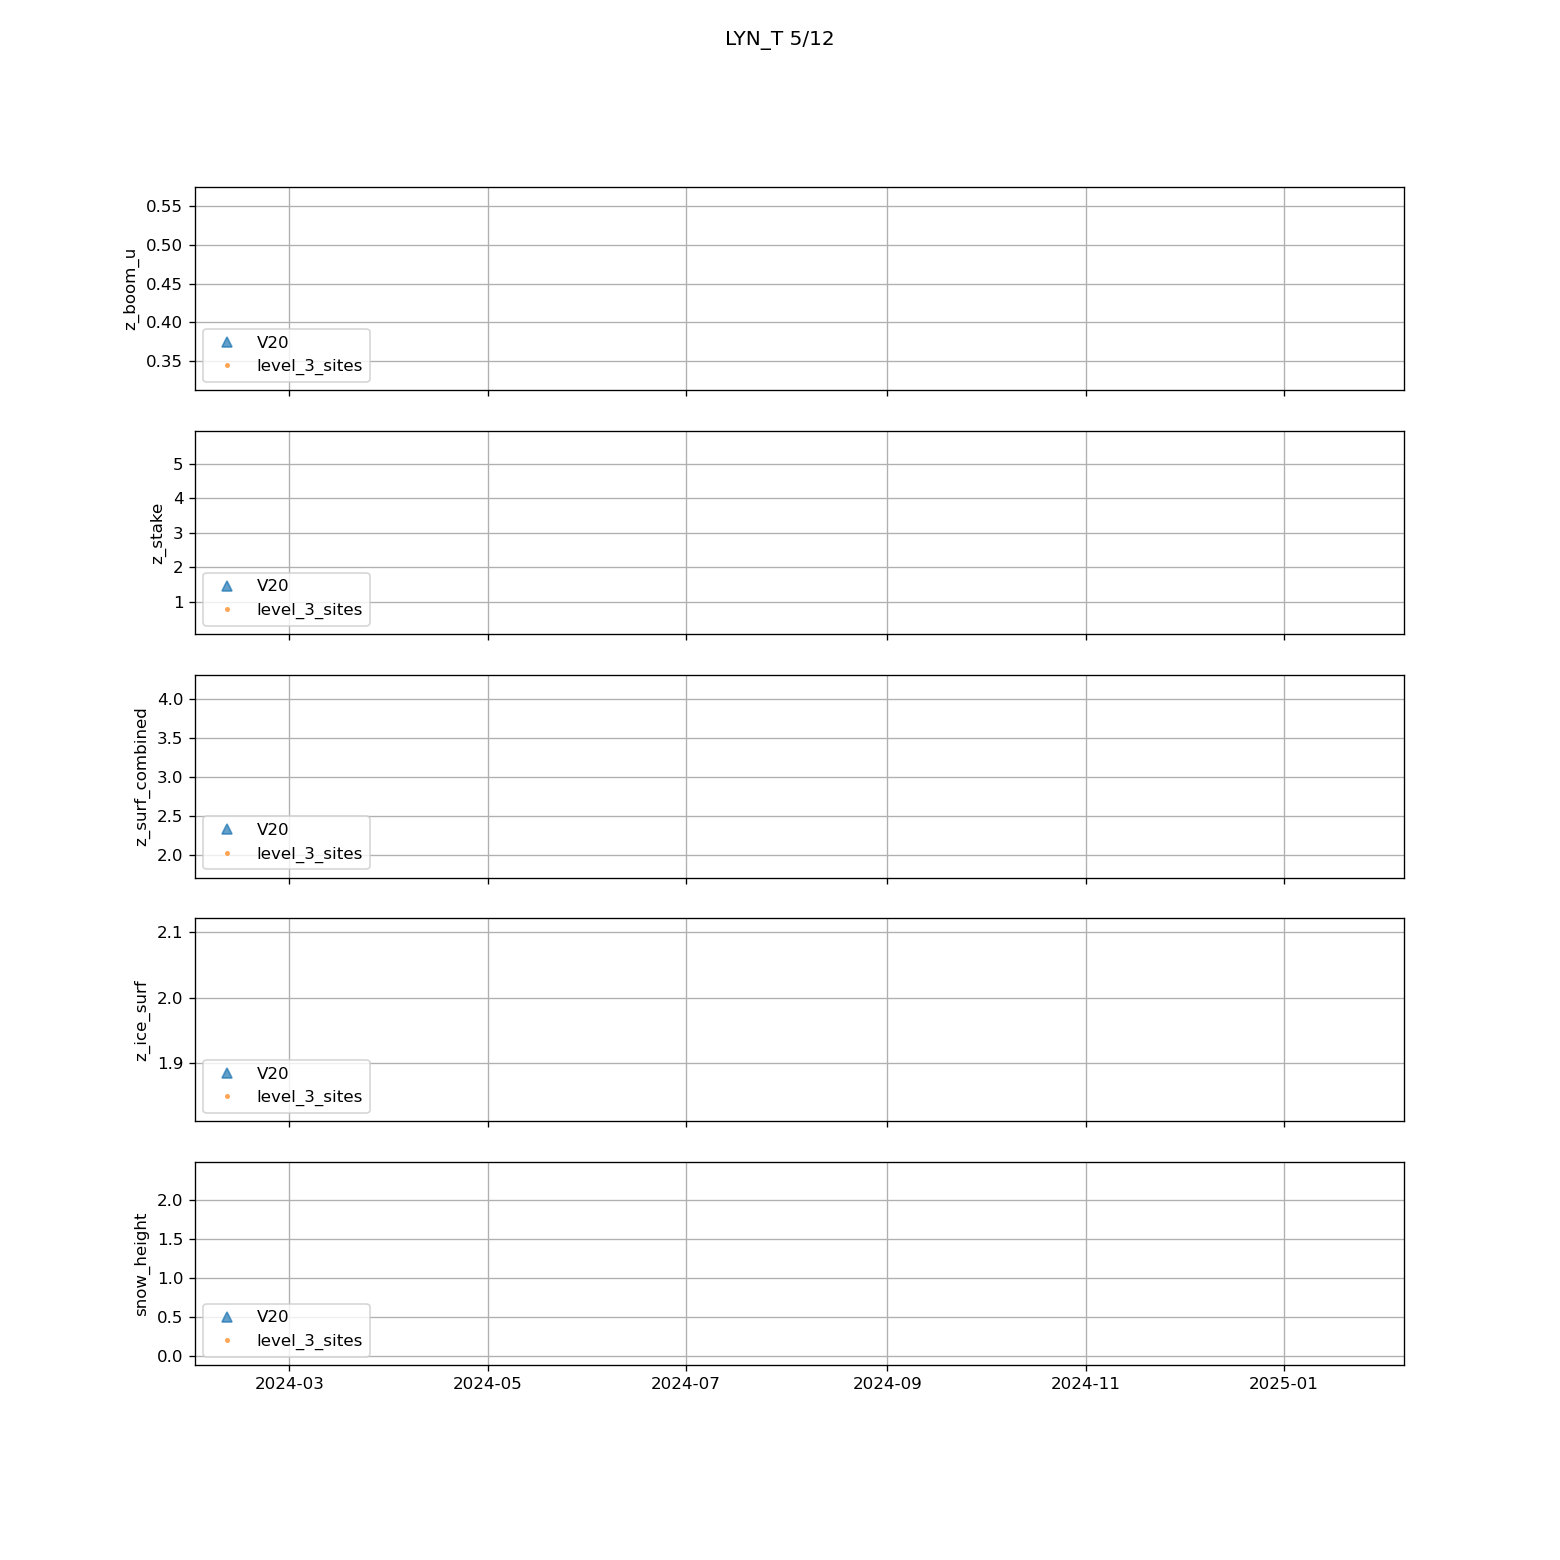 LYN_T 5/12
0.55
0.50
0.45
0.40
0.35
z_boom_u
V20
level_3_sites
5
4
3
2
1
z_stake
V20
level_3_sites
4.0
3.5
3.0
2.5
2.0
z_surf_combined
V20
level_3_sites
2.1
2.0
1.9
z_ice_surf
V20
level_3_sites
2.0
1.5
1.0
0.5
0.0
snow_height
V20
level_3_sites
2024-03 2024-05 2024-07 2024-09 2024-11 2025-01